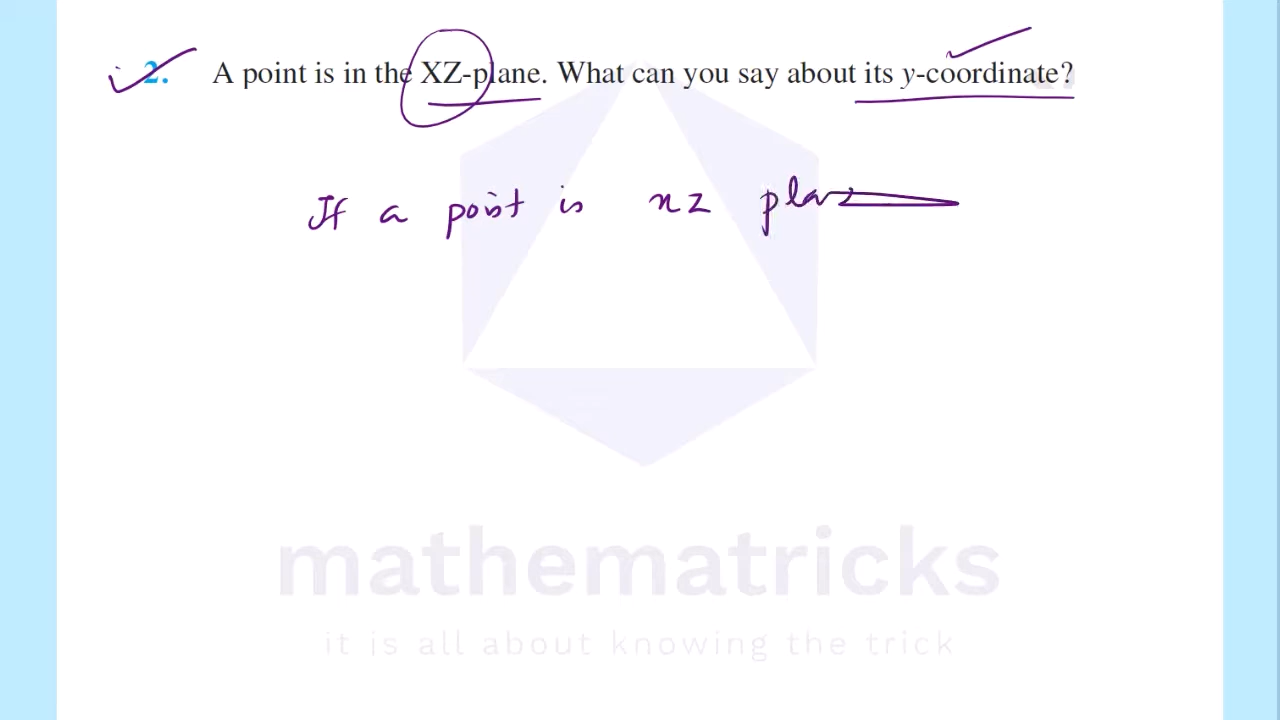 2. A point is in the XZ-plane. What can you say about its y-coordinate?
If a point is xz plane
mathematricks
it is all about knowing the trick